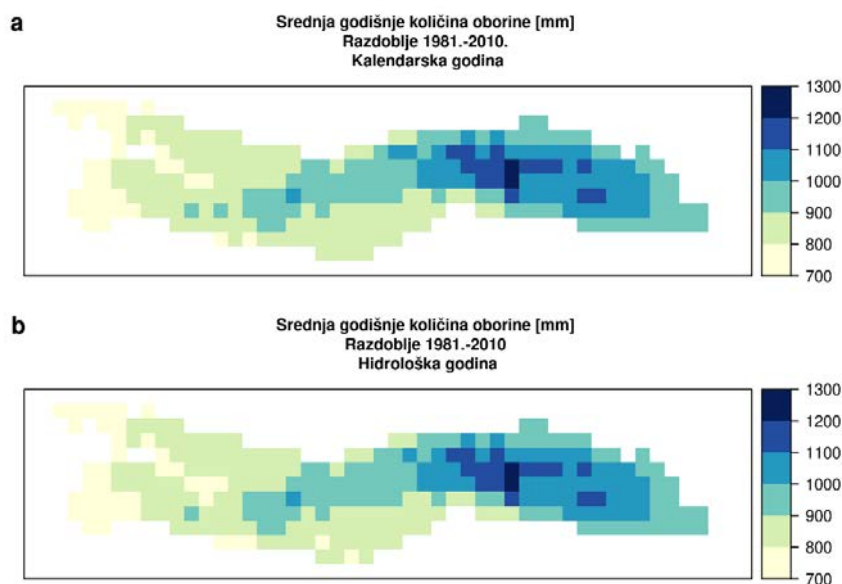 a
Srednja godišnje količina oborine [mm]
Razdoblje 1981.-2010.
Kalendarska godina
1300
1200
1100
1000
900
800
700
b
Srednja godišnje količina oborine [mm]
Razdoblje 1981.-2010
Hidrološka godina
1300
1200
1100
1000
900
800
700